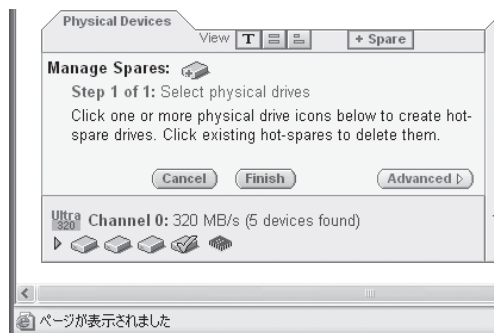 Physical Devices
View T + Spare
Manage Spares:
Step 1 of 1: Select physical drives
Click one or more physical drive icons below to create hot-
spare drives. Click existing hot-spares to delete them.
Cancel Finish Advanced
Ultra
320 Channel 0: 320 MB/s (5 devices found)
ページが表示されました